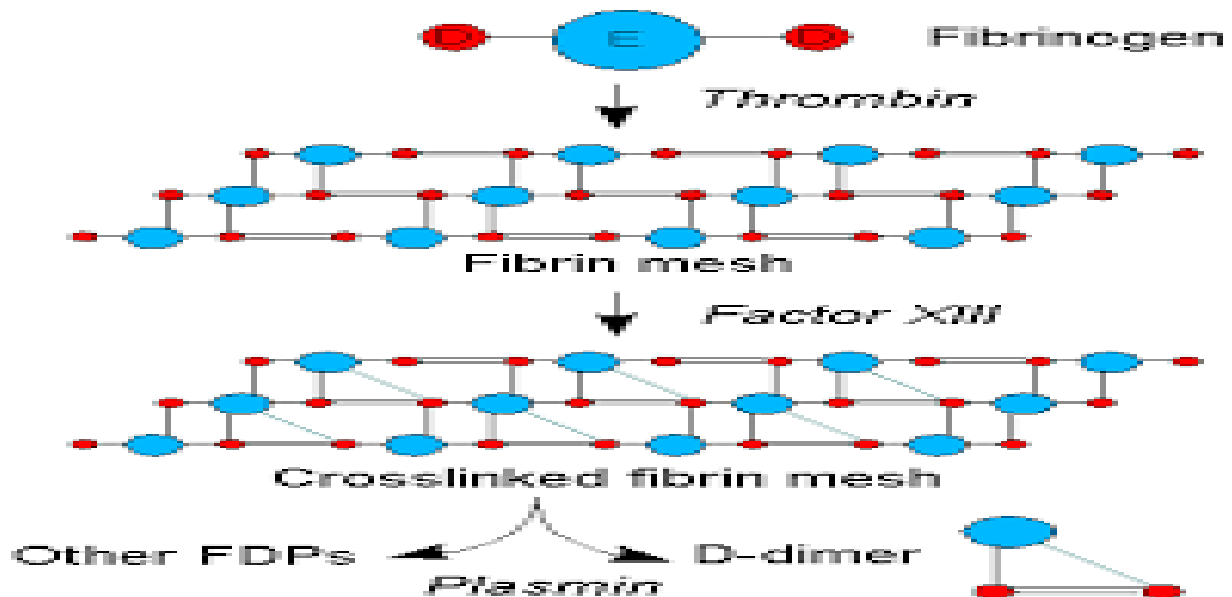 D E D Fibrinogen
Thrombin
Fibrin mesh
Factor XIII
Crosslinked fibrin mesh
Other FDPs
D-dimer
Plasmin